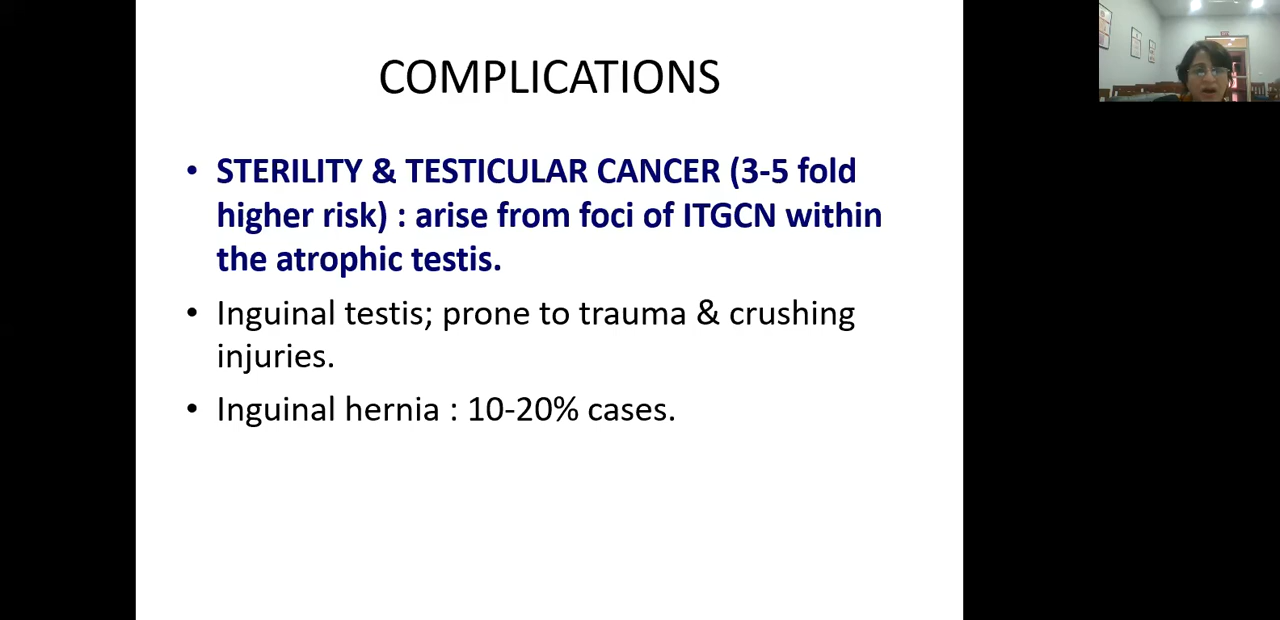 COMPLICATIONS
• STERILITY & TESTICULAR CANCER (3-5 fold
higher risk) : arise from foci of ITGCN within
the atrophic testis.
• Inguinal testis; prone to trauma & crushing
injuries.
• Inguinal hernia : 10-20% cases.